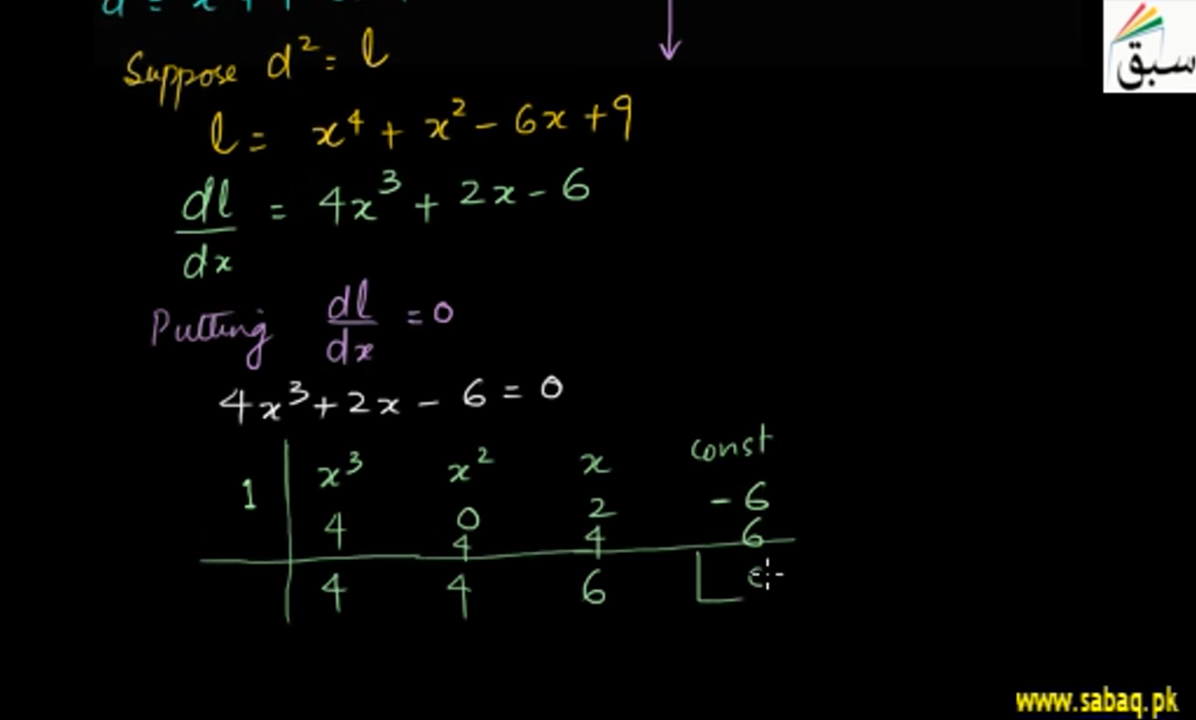 سبق
Suppose d² = l
l = x⁴ + x² - 6x + 9
dl/dx = 4x³ + 2x - 6
Putting dl/dx = 0
4x³ + 2x - 6 = 0
x³ x² x const
1 4 0 2 -6
4 4 6
4 4 6
www.sabaq.pk